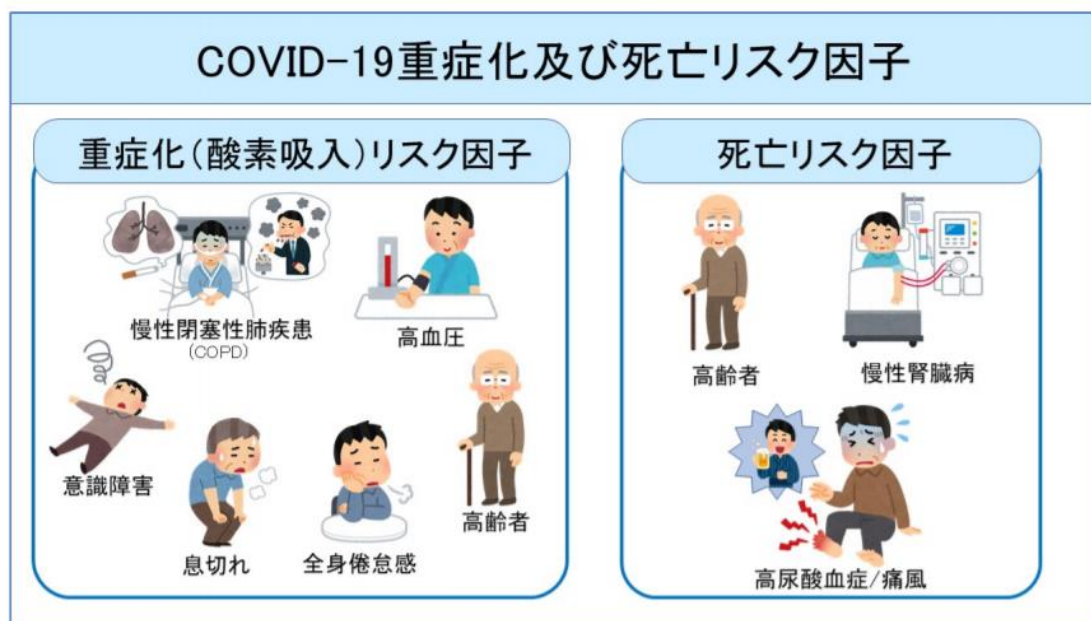 COVID-19重症化及び死亡リスク因子
重症化(酸素吸入)リスク因子
慢性閉塞性肺疾患
(COPD)
高血圧
意識障害
息切れ
全身倦怠感
高齢者
死亡リスク因子
高齢者
慢性腎臓病
高尿酸血症/痛風